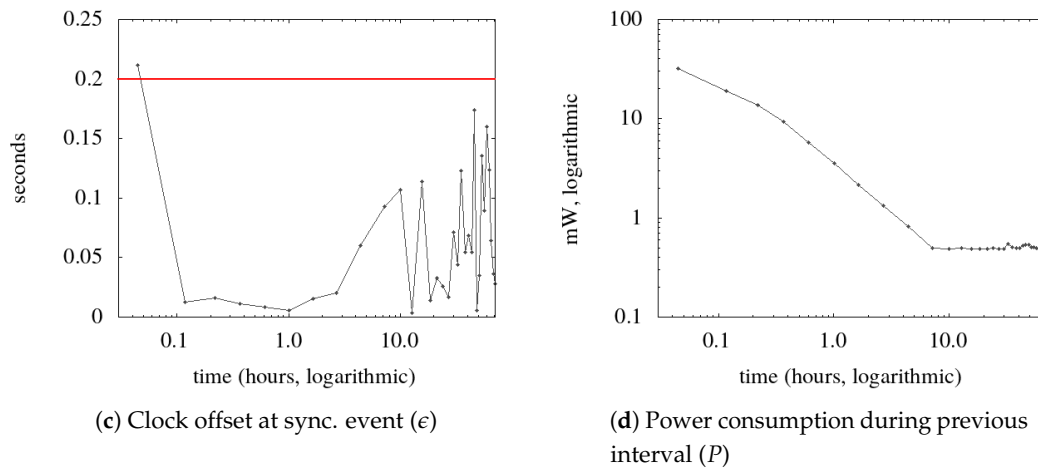 0.25
0.2
0.15
0.1
0.05
0
seconds
0.1
1.0
10.0
time (hours, logarithmic)
(c) Clock offset at sync. event (ϵ)
100
10
1
0.1
mW, logarithmic
0.1
1.0
10.0
time (hours, logarithmic)
(d) Power consumption during previous
interval (P)